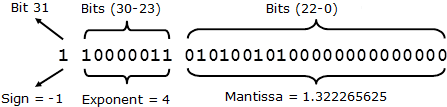 Bit 31 Bits (30-23) Bits (22-0)
1 10000011 01010010100000000000000
Sign = -1 Exponent = 4 Mantissa = 1.322265625